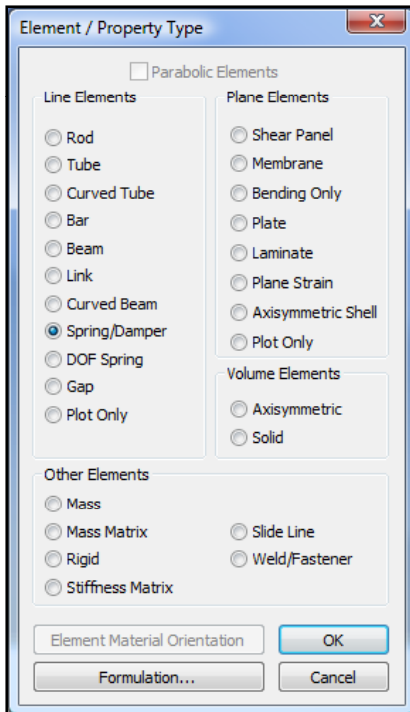 Element / Property Type
Parabolic Elements
Line Elements
Rod
Tube
Curved Tube
Bar
Beam
Link
Curved Beam
Spring/Damper
DOF Spring
Gap
Plot Only
Plane Elements
Shear Panel
Membrane
Bending Only
Plate
Laminate
Plane Strain
Axisymmetric Shell
Plot Only
Volume Elements
Axisymmetric
Solid
Other Elements
Mass
Mass Matrix
Rigid
Stiffness Matrix
Slide Line
Weld/Fastener
Element Material Orientation
OK
Formulation...
Cancel